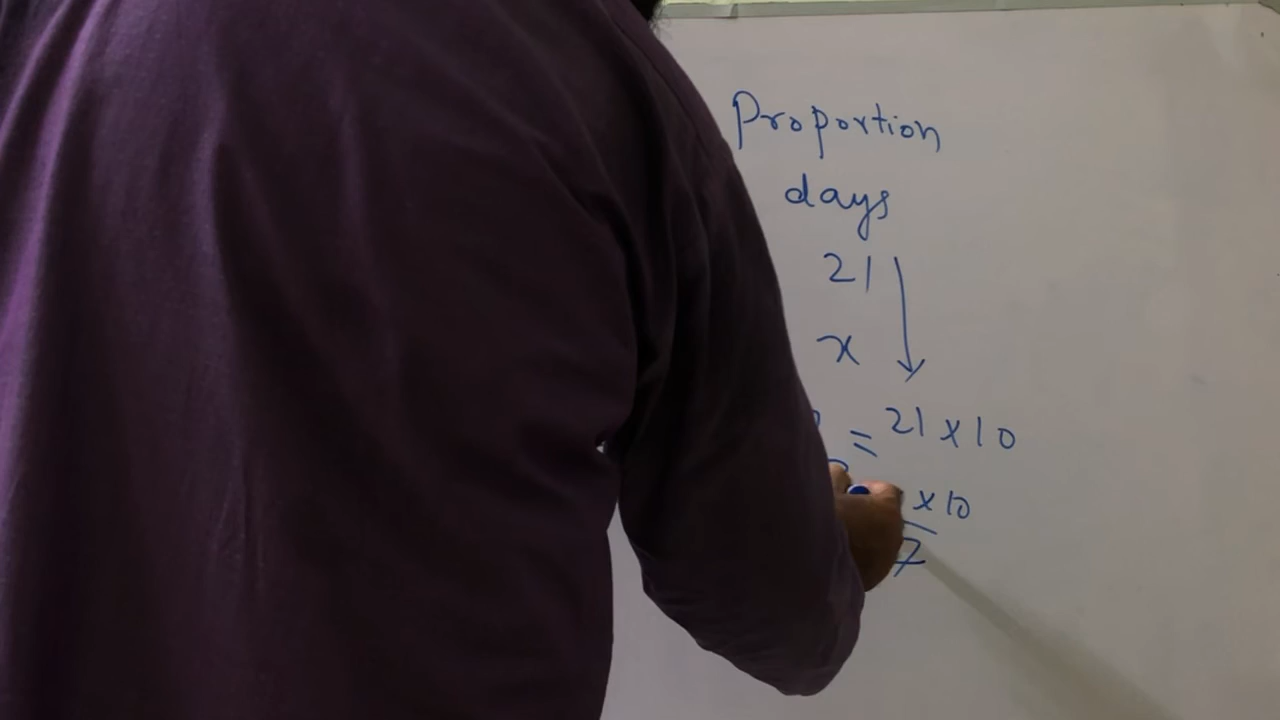 Proportion
days
21
x
= 21 x 10
x 10
7